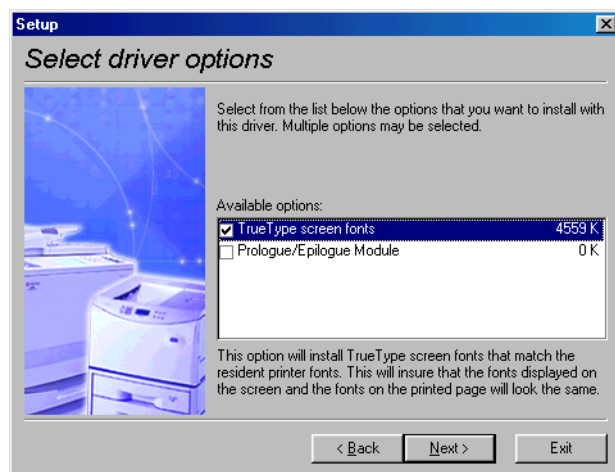 Setup
Select driver options
Select from the list below the options that you want to install with
this driver. Multiple options may be selected.
Available options:
TrueType screen fonts 4559 K
Prologue/Epilogue Module 0 K
This option will install TrueType screen fonts that match the
resident printer fonts. This will insure that the fonts displayed on
the screen and the fonts on the printed page will look the same.
< Back Next > Exit